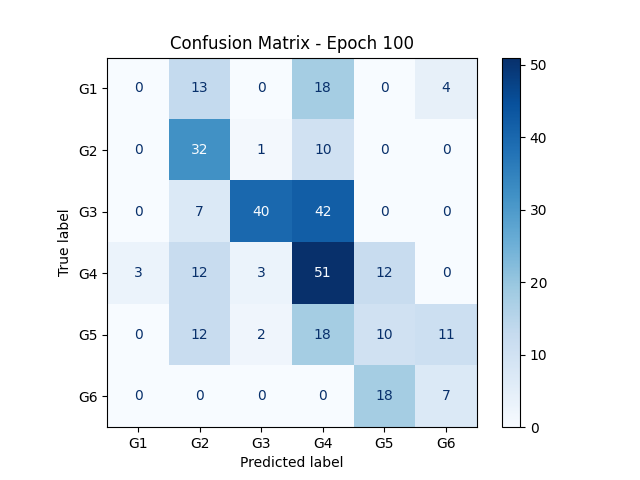 Confusion Matrix - Epoch 100
G1 0 13 0 18 0 4
G2 0 32 1 10 0 0
G3 0 7 40 42 0 0
G4 3 12 3 51 12 0
G5 0 12 2 18 10 11
G6 0 0 0 0 18 7
G1 G2 G3 G4 G5 G6
Predicted label
True label
50
40
30
20
10
0